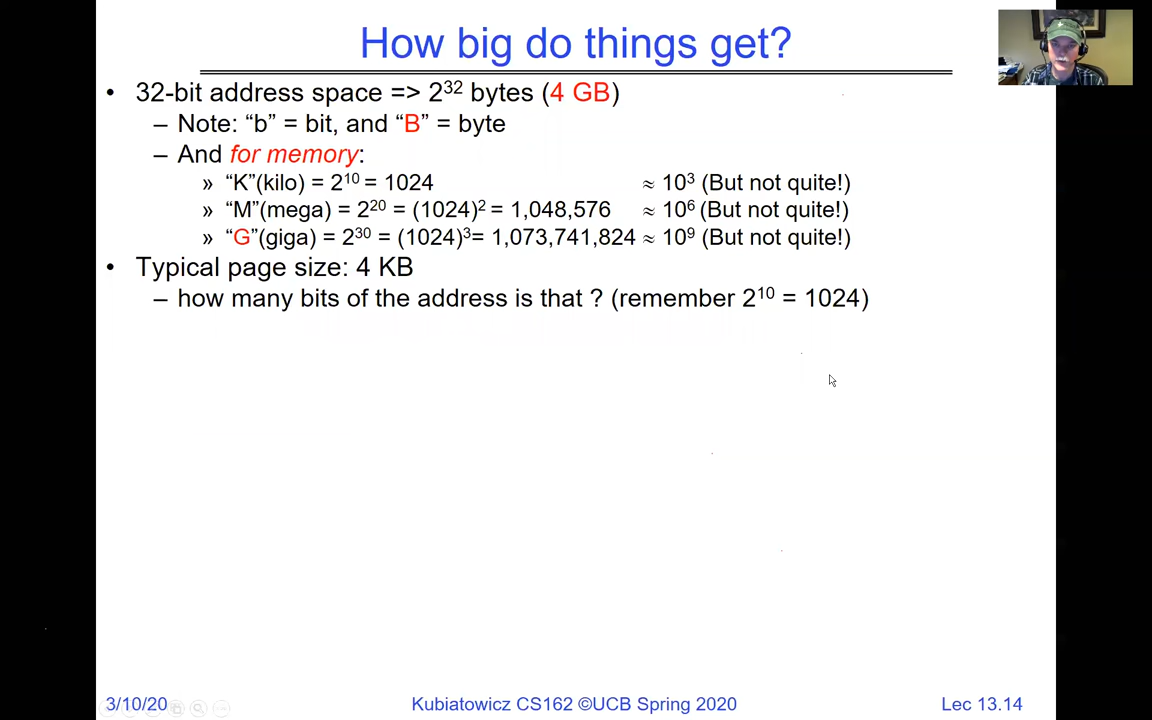 How big do things get?
• 32-bit address space => 2³² bytes (4 GB)
– Note: “b” = bit, and “B” = byte
– And for memory:
» “K”(kilo) = 2¹⁰ = 1024 ≈ 10³ (But not quite!)
» “M”(mega) = 2²⁰ = (1024)² = 1,048,576 ≈ 10⁶ (But not quite!)
» “G”(giga) = 2³⁰ = (1024)³= 1,073,741,824 ≈ 10⁹ (But not quite!)
• Typical page size: 4 KB
– how many bits of the address is that ? (remember 2¹⁰ = 1024)
3/10/20 Kubiatowicz CS162 ©UCB Spring 2020 Lec 13.14